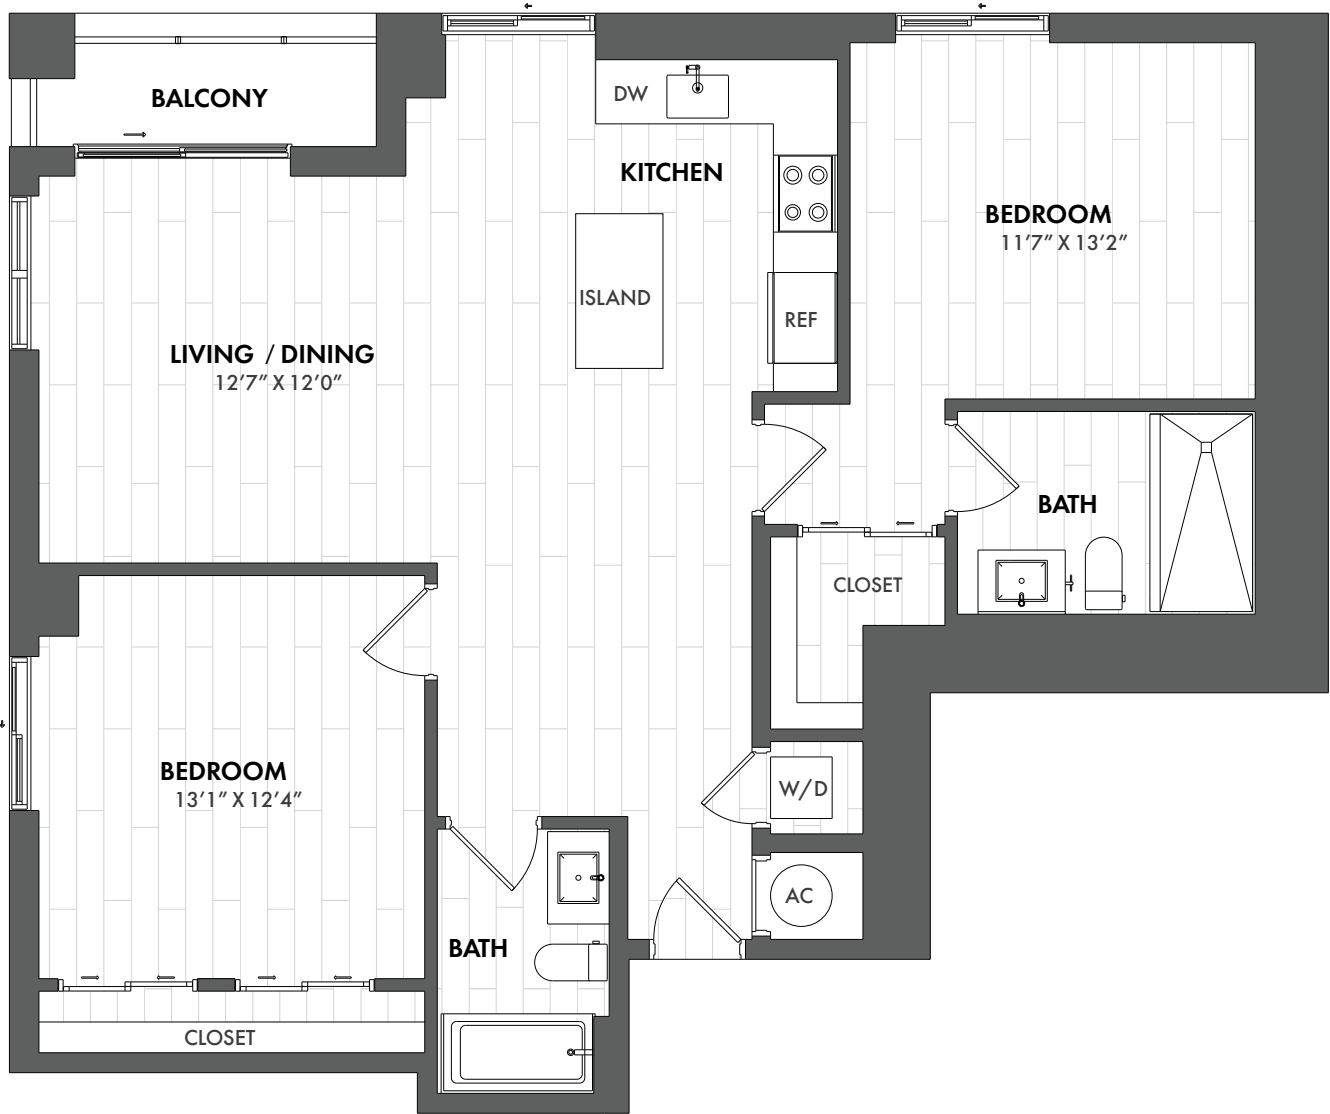 BALCONY
DW
KITCHEN
BEDROOM
11’7” X 13’2”
ISLAND
REF
LIVING / DINING
12’7” X 12’0”
BATH
CLOSET
BEDROOM
13’1” X 12’4”
W/D
AC
BATH
CLOSET